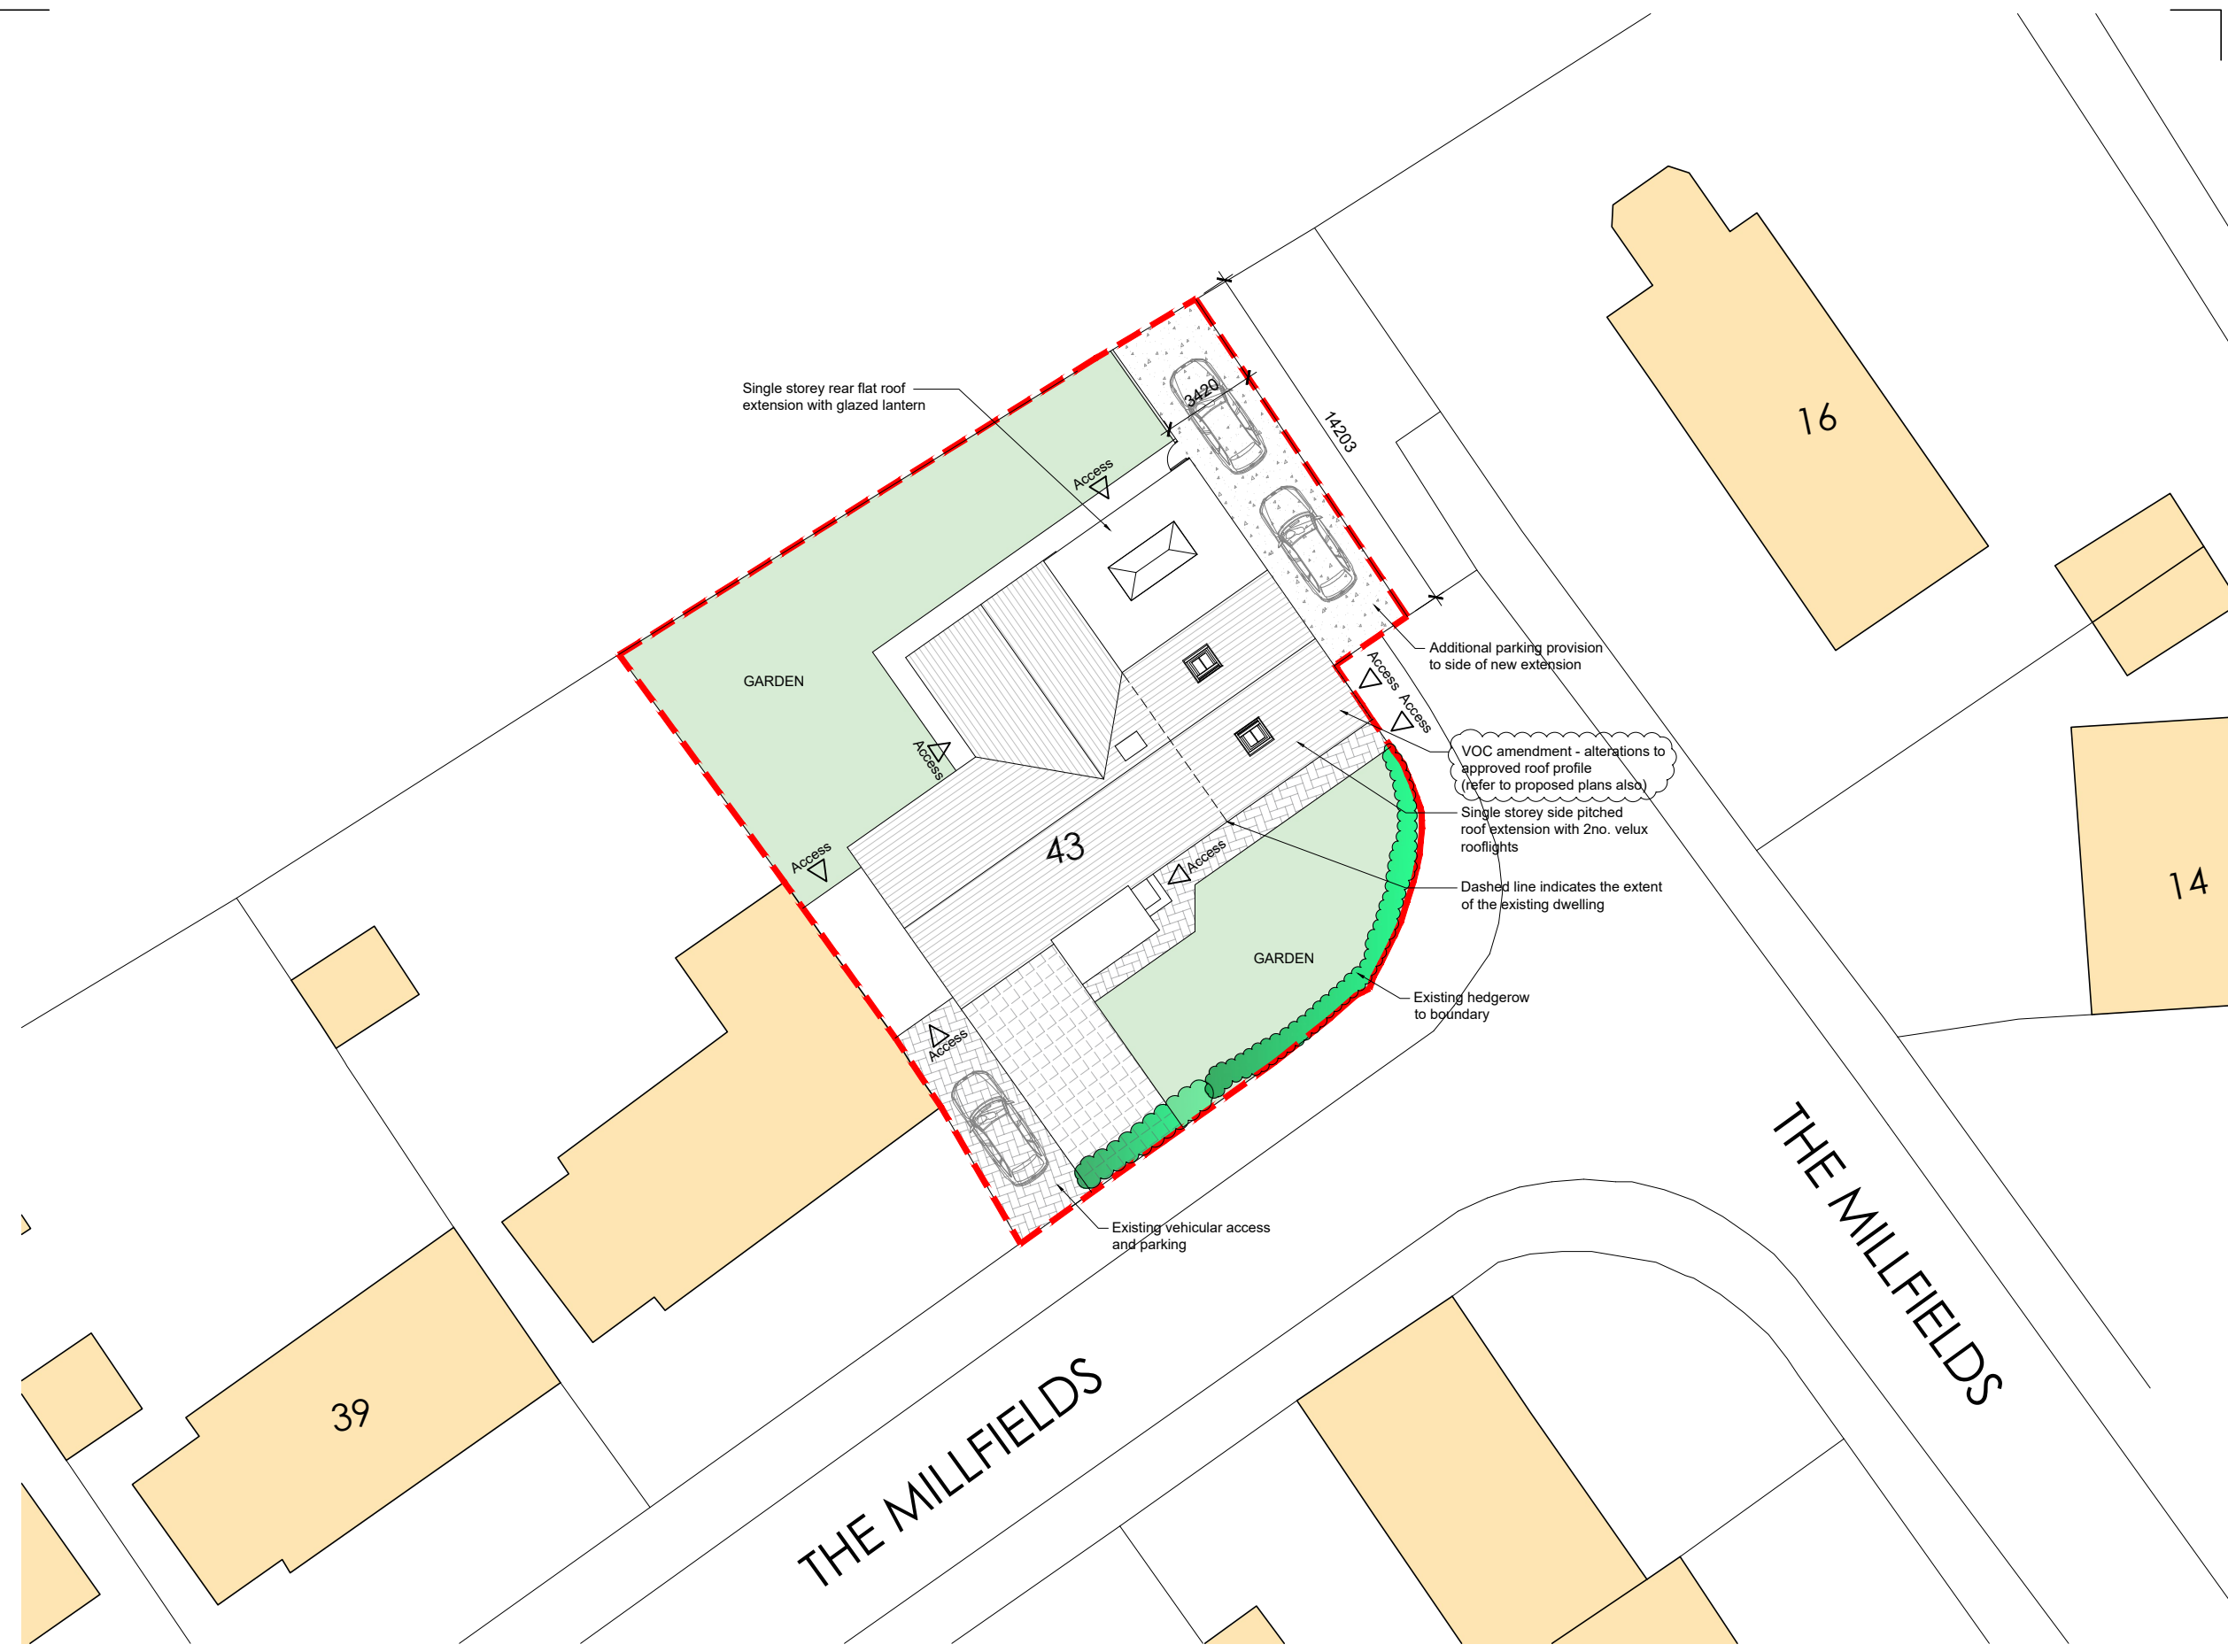 16
Single storey rear flat roof
extension with glazed lantern
3420
14203
Access
Additional parking provision
to side of new extension
GARDEN
Access
Access
VOC amendment - alterations to
approved roof profile
(refer to proposed plans also)
Access
Single storey side pitched
roof extension with 2no. velux
rooflights
43
Access
Access
14
Dashed line indicates the extent
of the existing dwelling
GARDEN
Existing hedgerow
to boundary
Access
Existing vehicular access
and parking
THE MILLFIELDS
39
THE MILLFIELDS